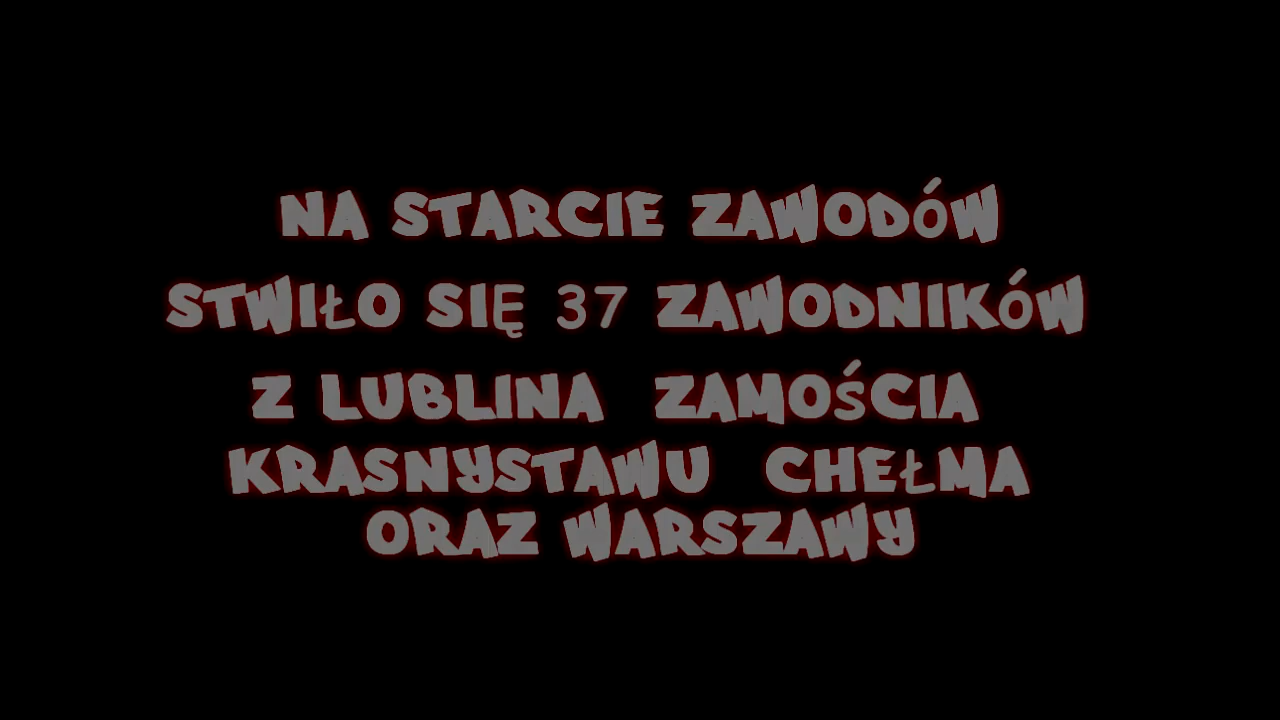 NA STARCIE ZAWODÓW
STWIŁO SIĘ 37 ZAWODNIKÓW
Z LUBLINA ZAMOŚCIA
KRASNYSTAWU CHEŁMA
ORAZ WARSZAWY